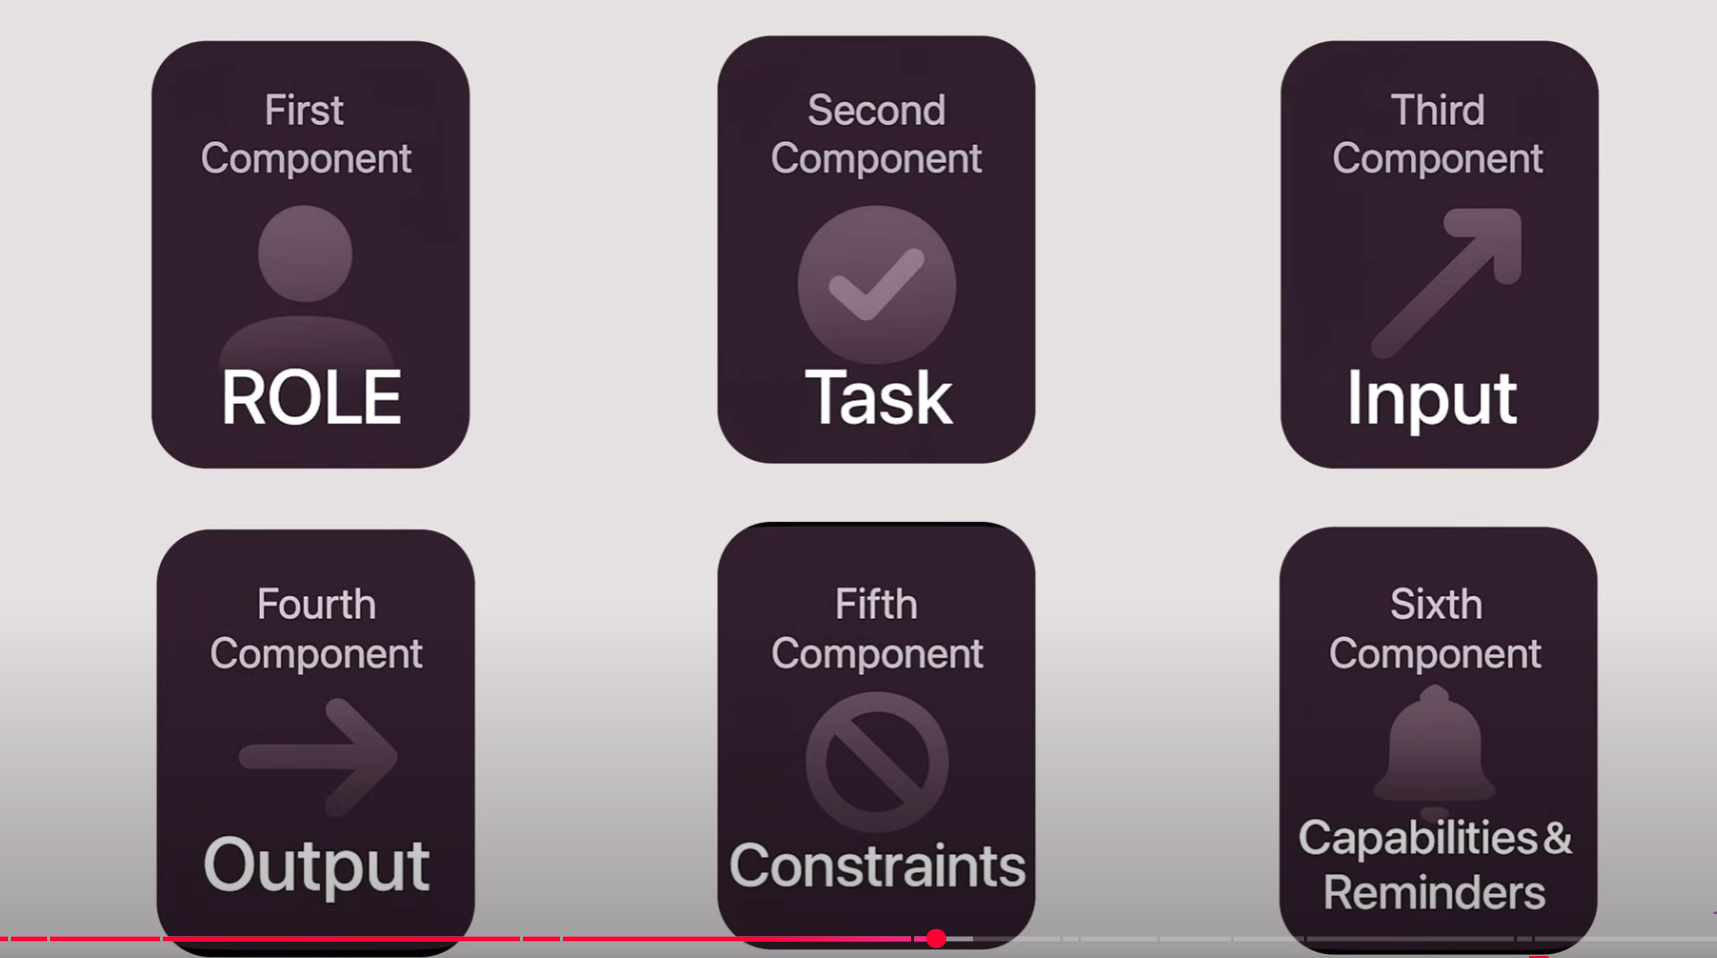 First
Component
ROLE
Second
Component
Task
Third
Component
Input
Fourth
Component
Output
Fifth
Component
Constraints
Sixth
Component
Capabilities &
Reminders